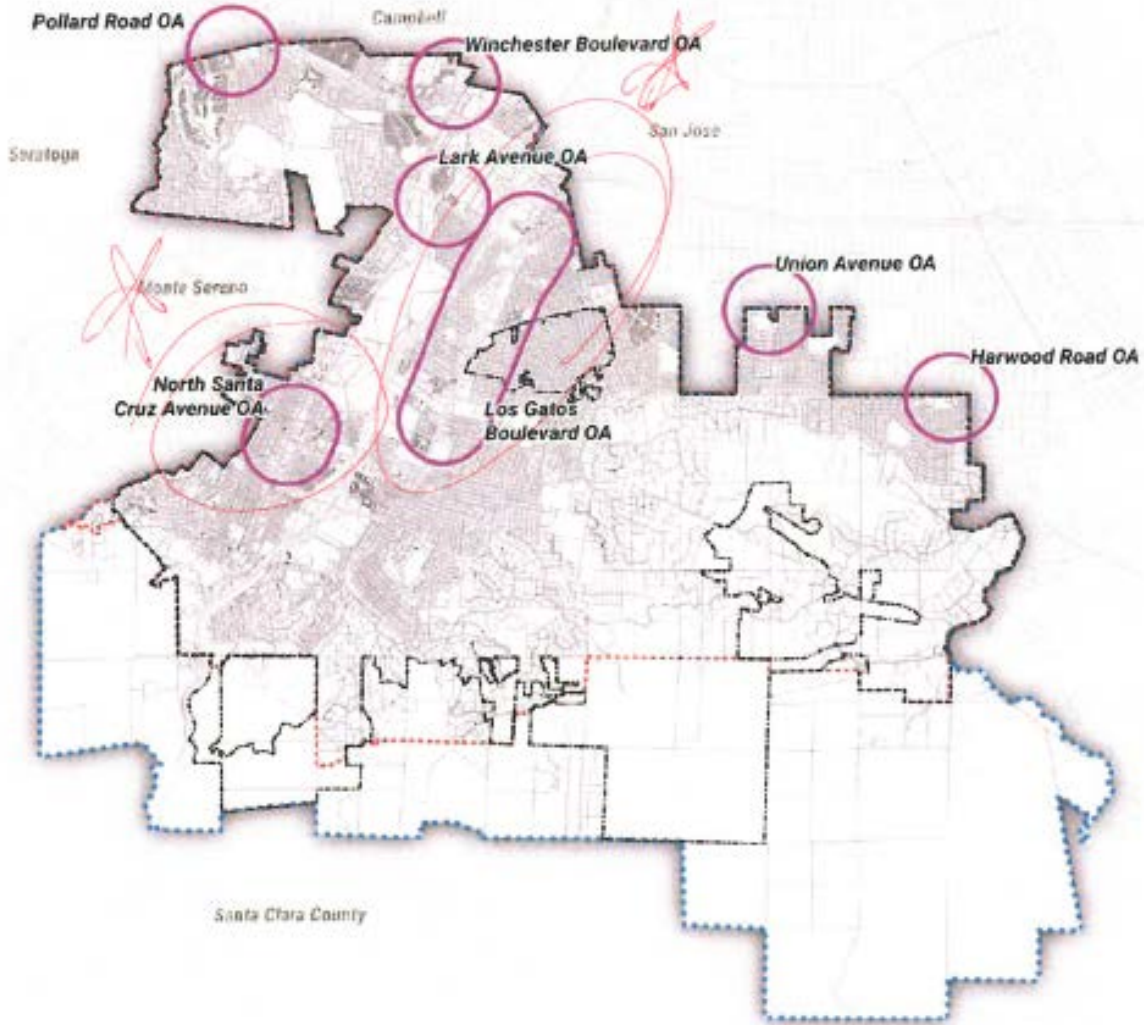 Pollard Road OA
Campbell
Winchester Boulevard OA
San Jose
Saratoga
Lark Avenue OA
Union Avenue OA
Monte Sereno
Harwood Road OA
North Santa
Cruz Avenue OA
Los Gatos
Boulevard OA
Santa Clara County